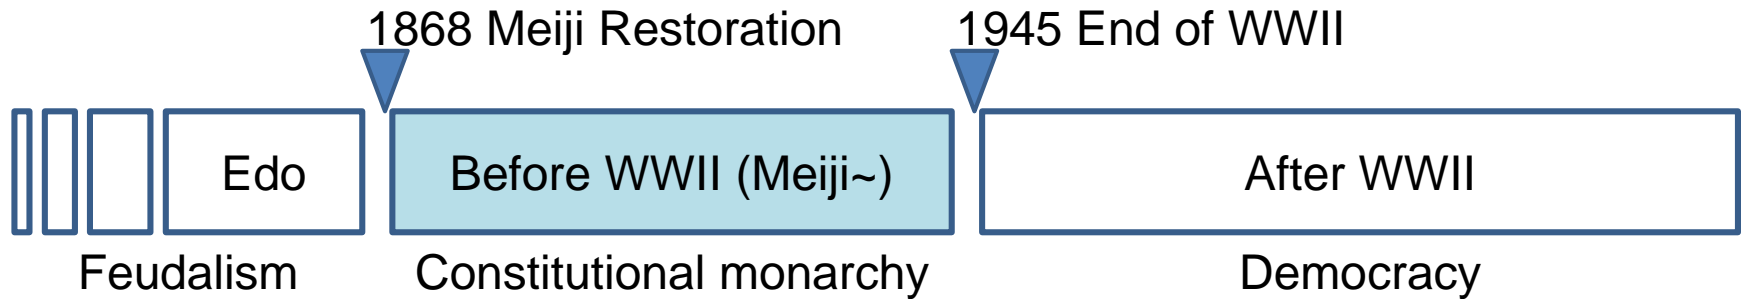 1868 Meiji Restoration
1945 End of WWII
Edo
Before WWII (Meiji~)
After WWII
Feudalism
Constitutional monarchy
Democracy